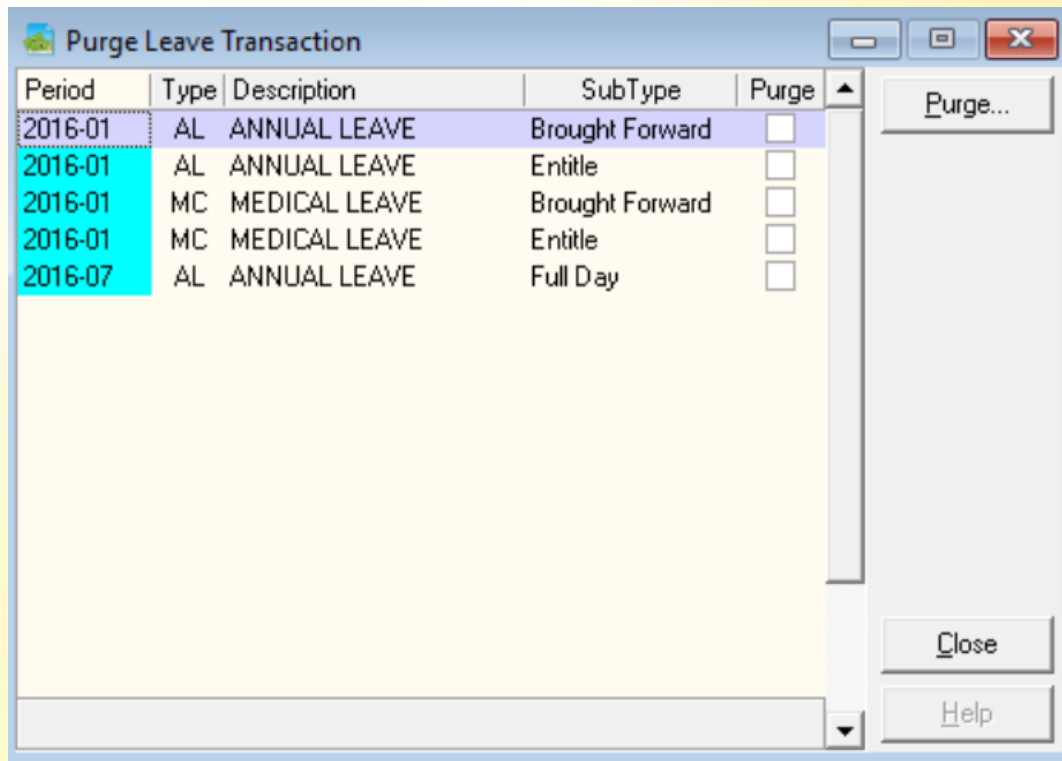 Purge Leave Transaction
Period Type Description SubType Purge
2016-01 AL ANNUAL LEAVE Brought Forward
2016-01 AL ANNUAL LEAVE Entitle
2016-01 MC MEDICAL LEAVE Brought Forward
2016-01 MC MEDICAL LEAVE Entitle
2016-07 AL ANNUAL LEAVE Full Day
Purge...
Close
Help